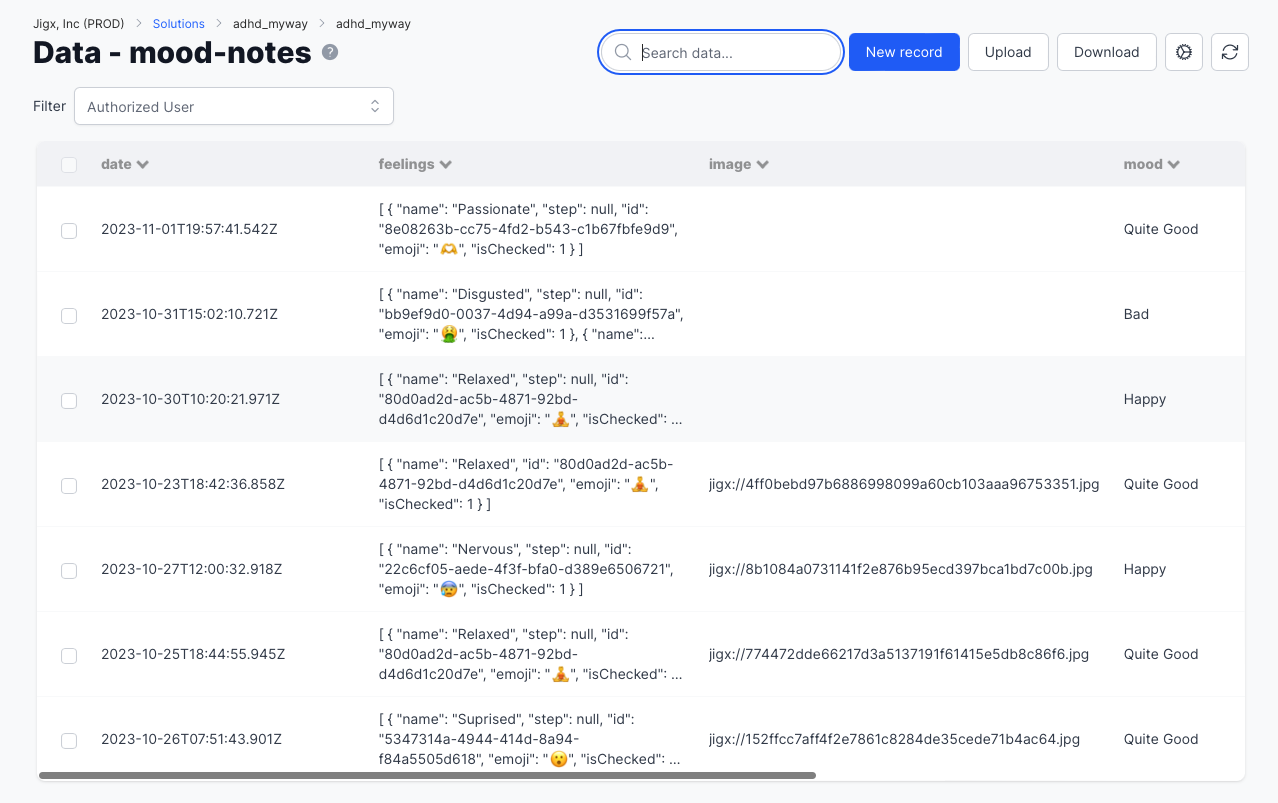 Jigx, Inc (PROD) > Solutions > adhd_myway > adhd_myway
Data - mood-notes ?
Search data...
New record
Upload
Download
Filter
Authorized User
date
feelings
image
mood
2023-11-01T19:57:41.542Z
[ { "name": "Passionate", "step": null, "id":
"8e08263b-cc75-4fd2-b543-c1b67fbfe9d9",
"emoji": "🫶", "isChecked": 1 } ]
Quite Good
2023-10-31T15:02:10.721Z
[ { "name": "Disgusted", "step": null, "id":
"bb9ef9d0-0037-4d94-a99a-d3531699f57a",
"emoji": "🤮", "isChecked": 1 }, { "name":...
Bad
2023-10-30T10:20:21.971Z
[ { "name": "Relaxed", "step": null, "id":
"80d0ad2d-ac5b-4871-92bd-
d4d6d1c20d7e", "emoji": "🧘", "isChecked": ...
Happy
2023-10-23T18:42:36.858Z
[ { "name": "Relaxed", "id": "80d0ad2d-ac5b-
4871-92bd-d4d6d1c20d7e", "emoji": "🧘",
"isChecked": 1 } ]
jigx://4ff0bebd97b6886998099a60cb103aaa96753351.jpg
Quite Good
2023-10-27T12:00:32.918Z
[ { "name": "Nervous", "step": null, "id":
"22c6cf05-aede-4f3f-bfa0-d389e6506721",
"emoji": "😰", "isChecked": 1 } ]
jigx://8b1084a0731141f2e876b95ecd397bca1bd7c00b.jpg
Happy
2023-10-25T18:44:55.945Z
[ { "name": "Relaxed", "step": null, "id":
"80d0ad2d-ac5b-4871-92bd-
d4d6d1c20d7e", "emoji": "🧘", "isChecked": ...
jigx://774472dde66217d3a5137191f61415e5db8c86f6.jpg
Quite Good
2023-10-26T07:51:43.901Z
[ { "name": "Suprised", "step": null, "id":
"5347314a-4944-414d-8a94-
f84a5505d618", "emoji": "😮", "isChecked": ...
jigx://152ffcc7aff4f2e7861c8284de35cede71b4ac64.jpg
Quite Good